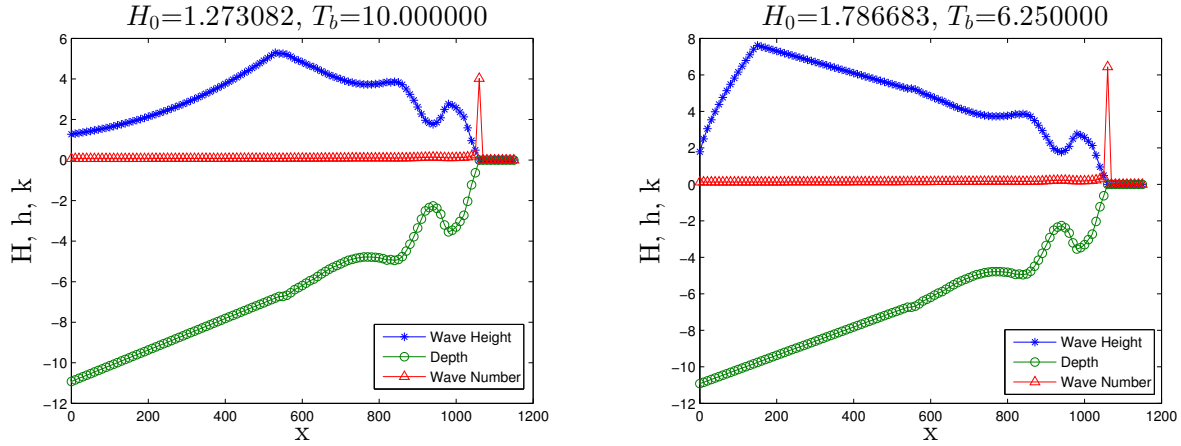 H₀=1.273082, T_b=10.000000
6
4
2
0
−2
−4
−6
−8
−10
−12
H, h, k
0 200 400 600 800 1000 1200
x
Wave Height
Depth
Wave Number
H₀=1.786683, T_b=6.250000
8
6
4
2
0
−2
−4
−6
−8
−10
−12
H, h, k
0 200 400 600 800 1000 1200
x
Wave Height
Depth
Wave Number